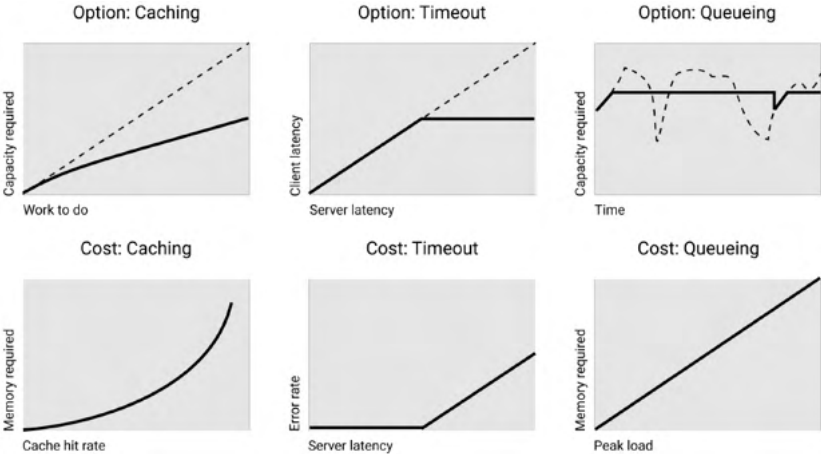 Option: Caching
Option: Timeout
Option: Queueing
Capacity required
Client latency
Capacity required
Work to do
Server latency
Time
Cost: Caching
Cost: Timeout
Cost: Queueing
Memory required
Error rate
Memory required
Cache hit rate
Server latency
Peak load